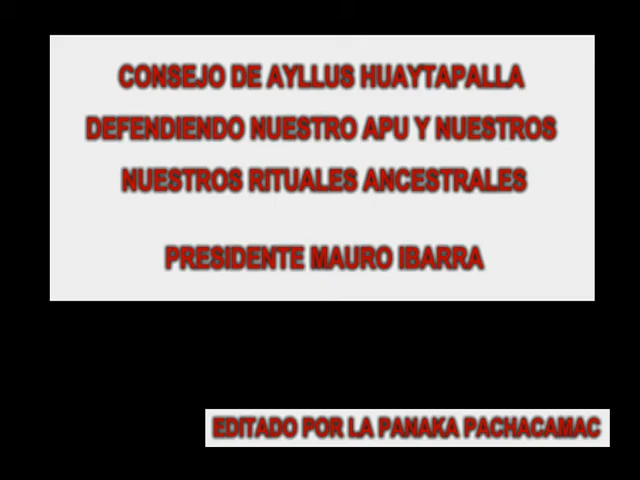 CONSEJO DE AYLLUS HUAYTAPALLA
DEFENDIENDO NUESTRO APU Y NUESTROS
NUESTROS RITUALES ANCESTRALES
PRESIDENTE MAURO IBARRA
EDITADO POR LA PANAKA PACHACAMAC